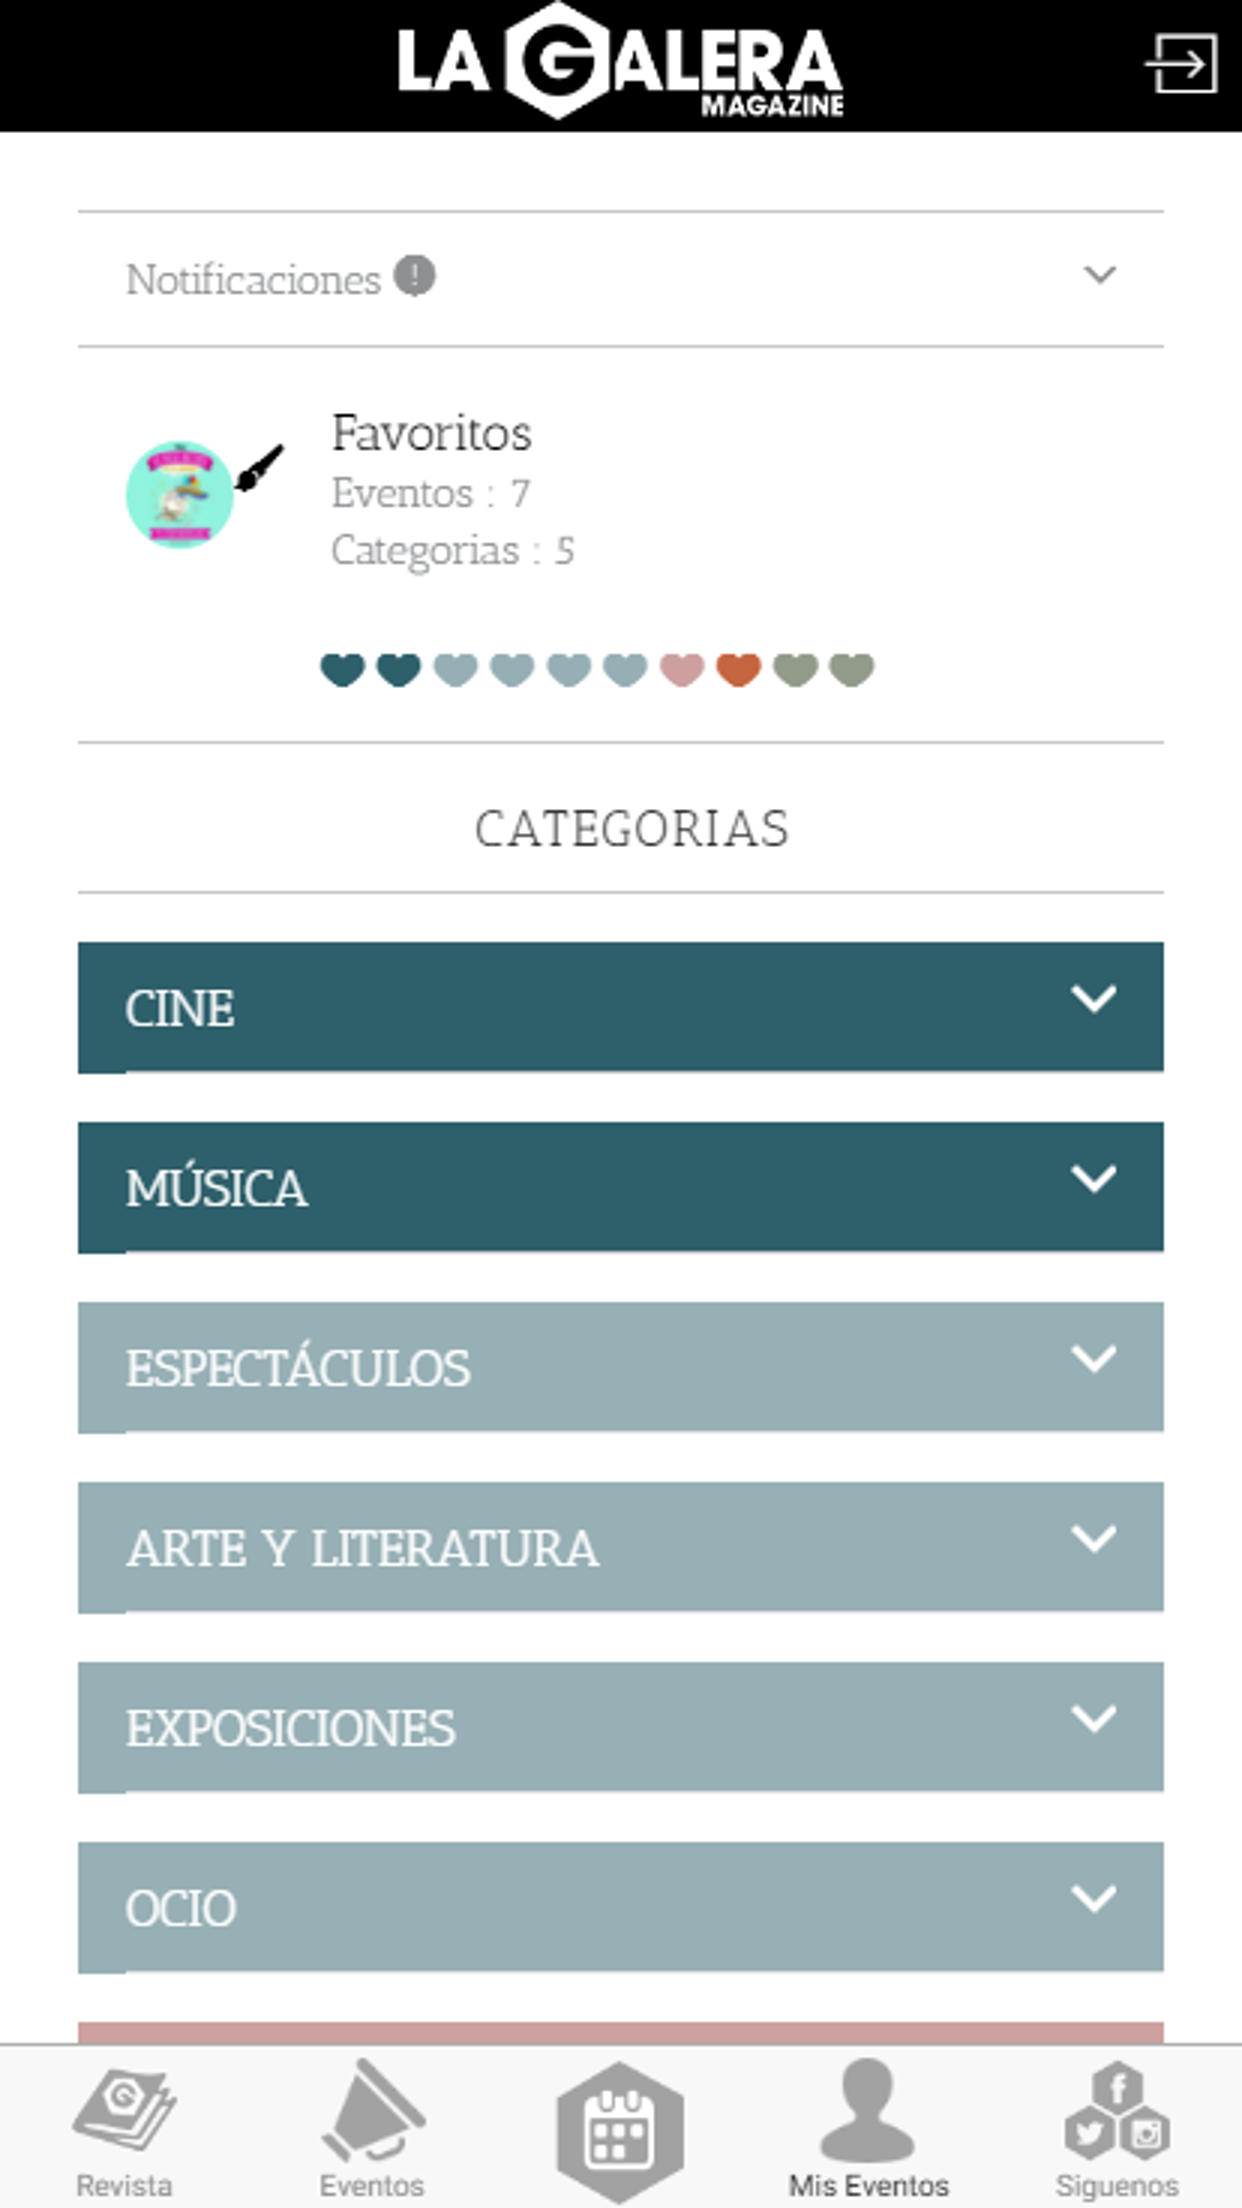 LA GALERA
MAGAZINE
Notificaciones
Favoritos
Eventos : 7
Categorias : 5
CATEGORIAS
CINE
MÚSICA
ESPECTÁCULOS
ARTE Y LITERATURA
EXPOSICIONES
OCIO
Revista
Eventos
Mis Eventos
Siguenos